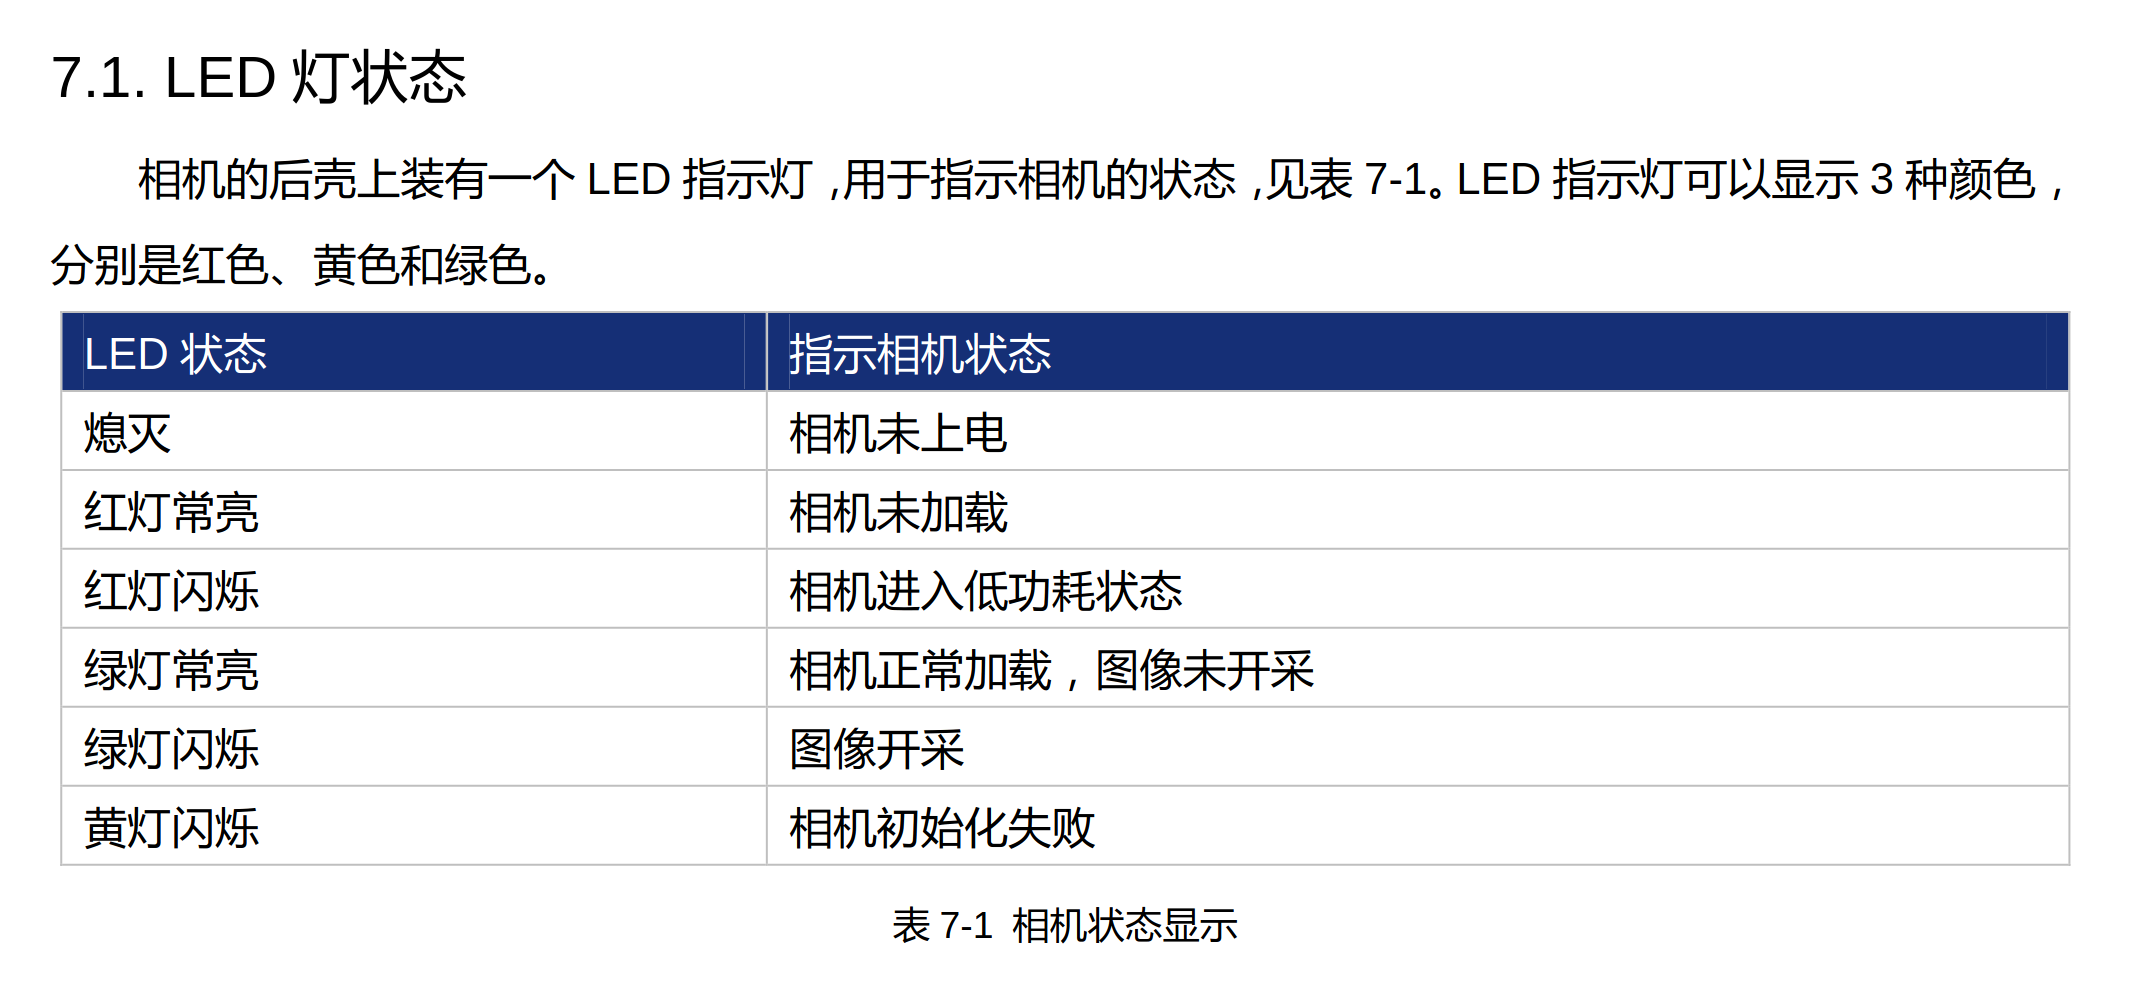 7.1. LED 灯状态
相机的后壳上装有一个 LED 指示灯，用于指示相机的状态，见表 7-1。LED 指示灯可以显示 3 种颜色，
分别是红色、黄色和绿色。
LED 状态 指示相机状态
熄灭 相机未上电
红灯常亮 相机未加载
红灯闪烁 相机进入低功耗状态
绿灯常亮 相机正常加载，图像未开采
绿灯闪烁 图像开采
黄灯闪烁 相机初始化失败
表 7-1 相机状态显示